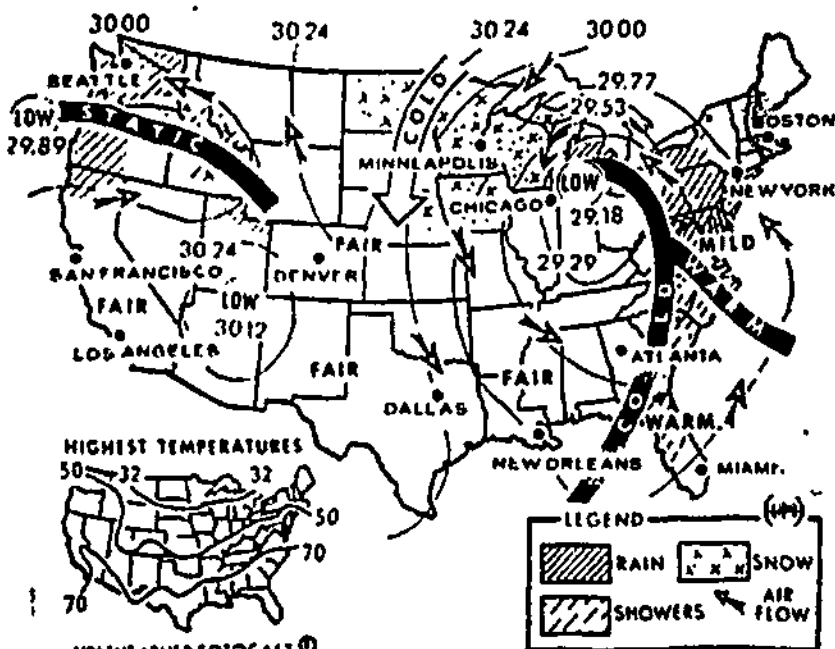 30.00
30.24
30.24
30.00
COLD
29.77
29.53
SEATTLE
LOW
29.89
STATIC
BOSTON
MINNEAPOLIS
NEW YORK
LOW
29.18
CHICAGO
MILD
30.24
FAIR
SAN FRANCISCO
DENVER
29.29
WARM
FAIR
LOW
30.12
COLD
LOS ANGELES
ATLANTA
FAIR
FAIR
DALLAS
WARM
NEW ORLEANS
MIAMI
HIGHEST TEMPERATURES
50
32
32
50
70
70
LEGEND
(UPI)
RAIN
SNOW
SHOWERS
AIR
FLOW